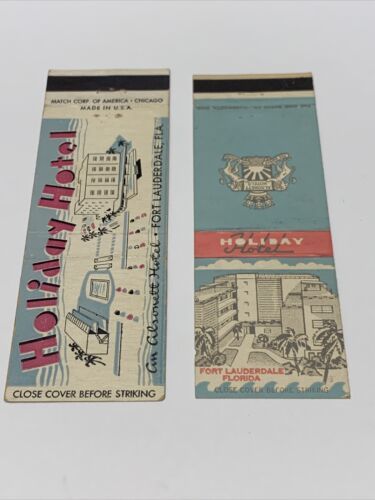 MATCH CORP. OF AMERICA • CHICAGO
MADE IN U.S.A.
Holiday Hotel
An Alsonett Hotel - FORT LAUDERDALE, FLA.
CLOSE COVER BEFORE STRIKING
HOLIDAY
Hotel
FORT LAUDERDALE
FLORIDA
CLOSE COVER BEFORE STRIKING